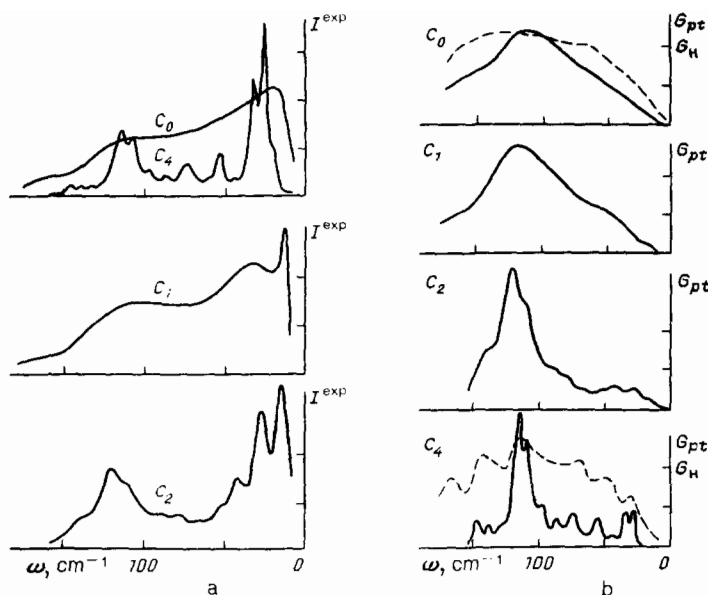 I exp
C0
C4
I exp
C1
I exp
C2
ω, cm−1 100 0
a
C0 Gpt
GH
C1 Gpt
C2 Gpt
C4 Gpt
GH
ω, cm−1 100 0
b